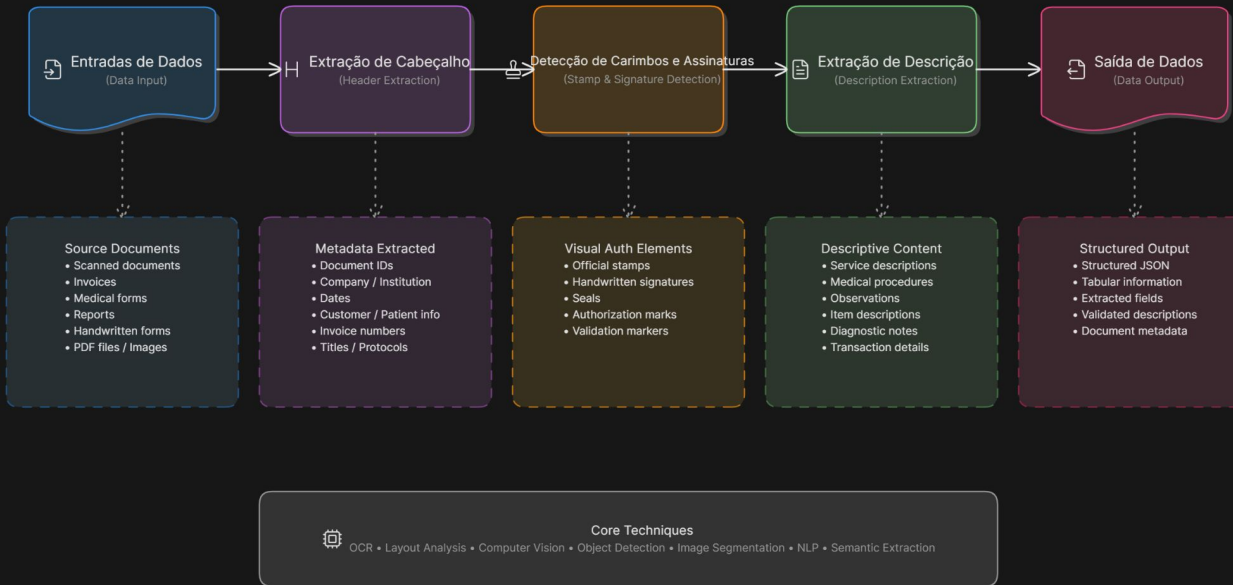 Entradas de Dados
(Data Input)
Extração de Cabeçalho
(Header Extraction)
Detecção de Carimbos e Assinaturas
(Stamp & Signature Detection)
Extração de Descrição
(Description Extraction)
Saída de Dados
(Data Output)
Source Documents
• Scanned documents
• Invoices
• Medical forms
• Reports
• Handwritten forms
• PDF files / Images
Metadata Extracted
• Document IDs
• Company / Institution
• Dates
• Customer / Patient info
• Invoice numbers
• Titles / Protocols
Visual Auth Elements
• Official stamps
• Handwritten signatures
• Seals
• Authorization marks
• Validation markers
Descriptive Content
• Service descriptions
• Medical procedures
• Observations
• Item descriptions
• Diagnostic notes
• Transaction details
Structured Output
• Structured JSON
• Tabular information
• Extracted fields
• Validated descriptions
• Document metadata
Core Techniques
OCR • Layout Analysis • Computer Vision • Object Detection • Image Segmentation • NLP • Semantic Extraction